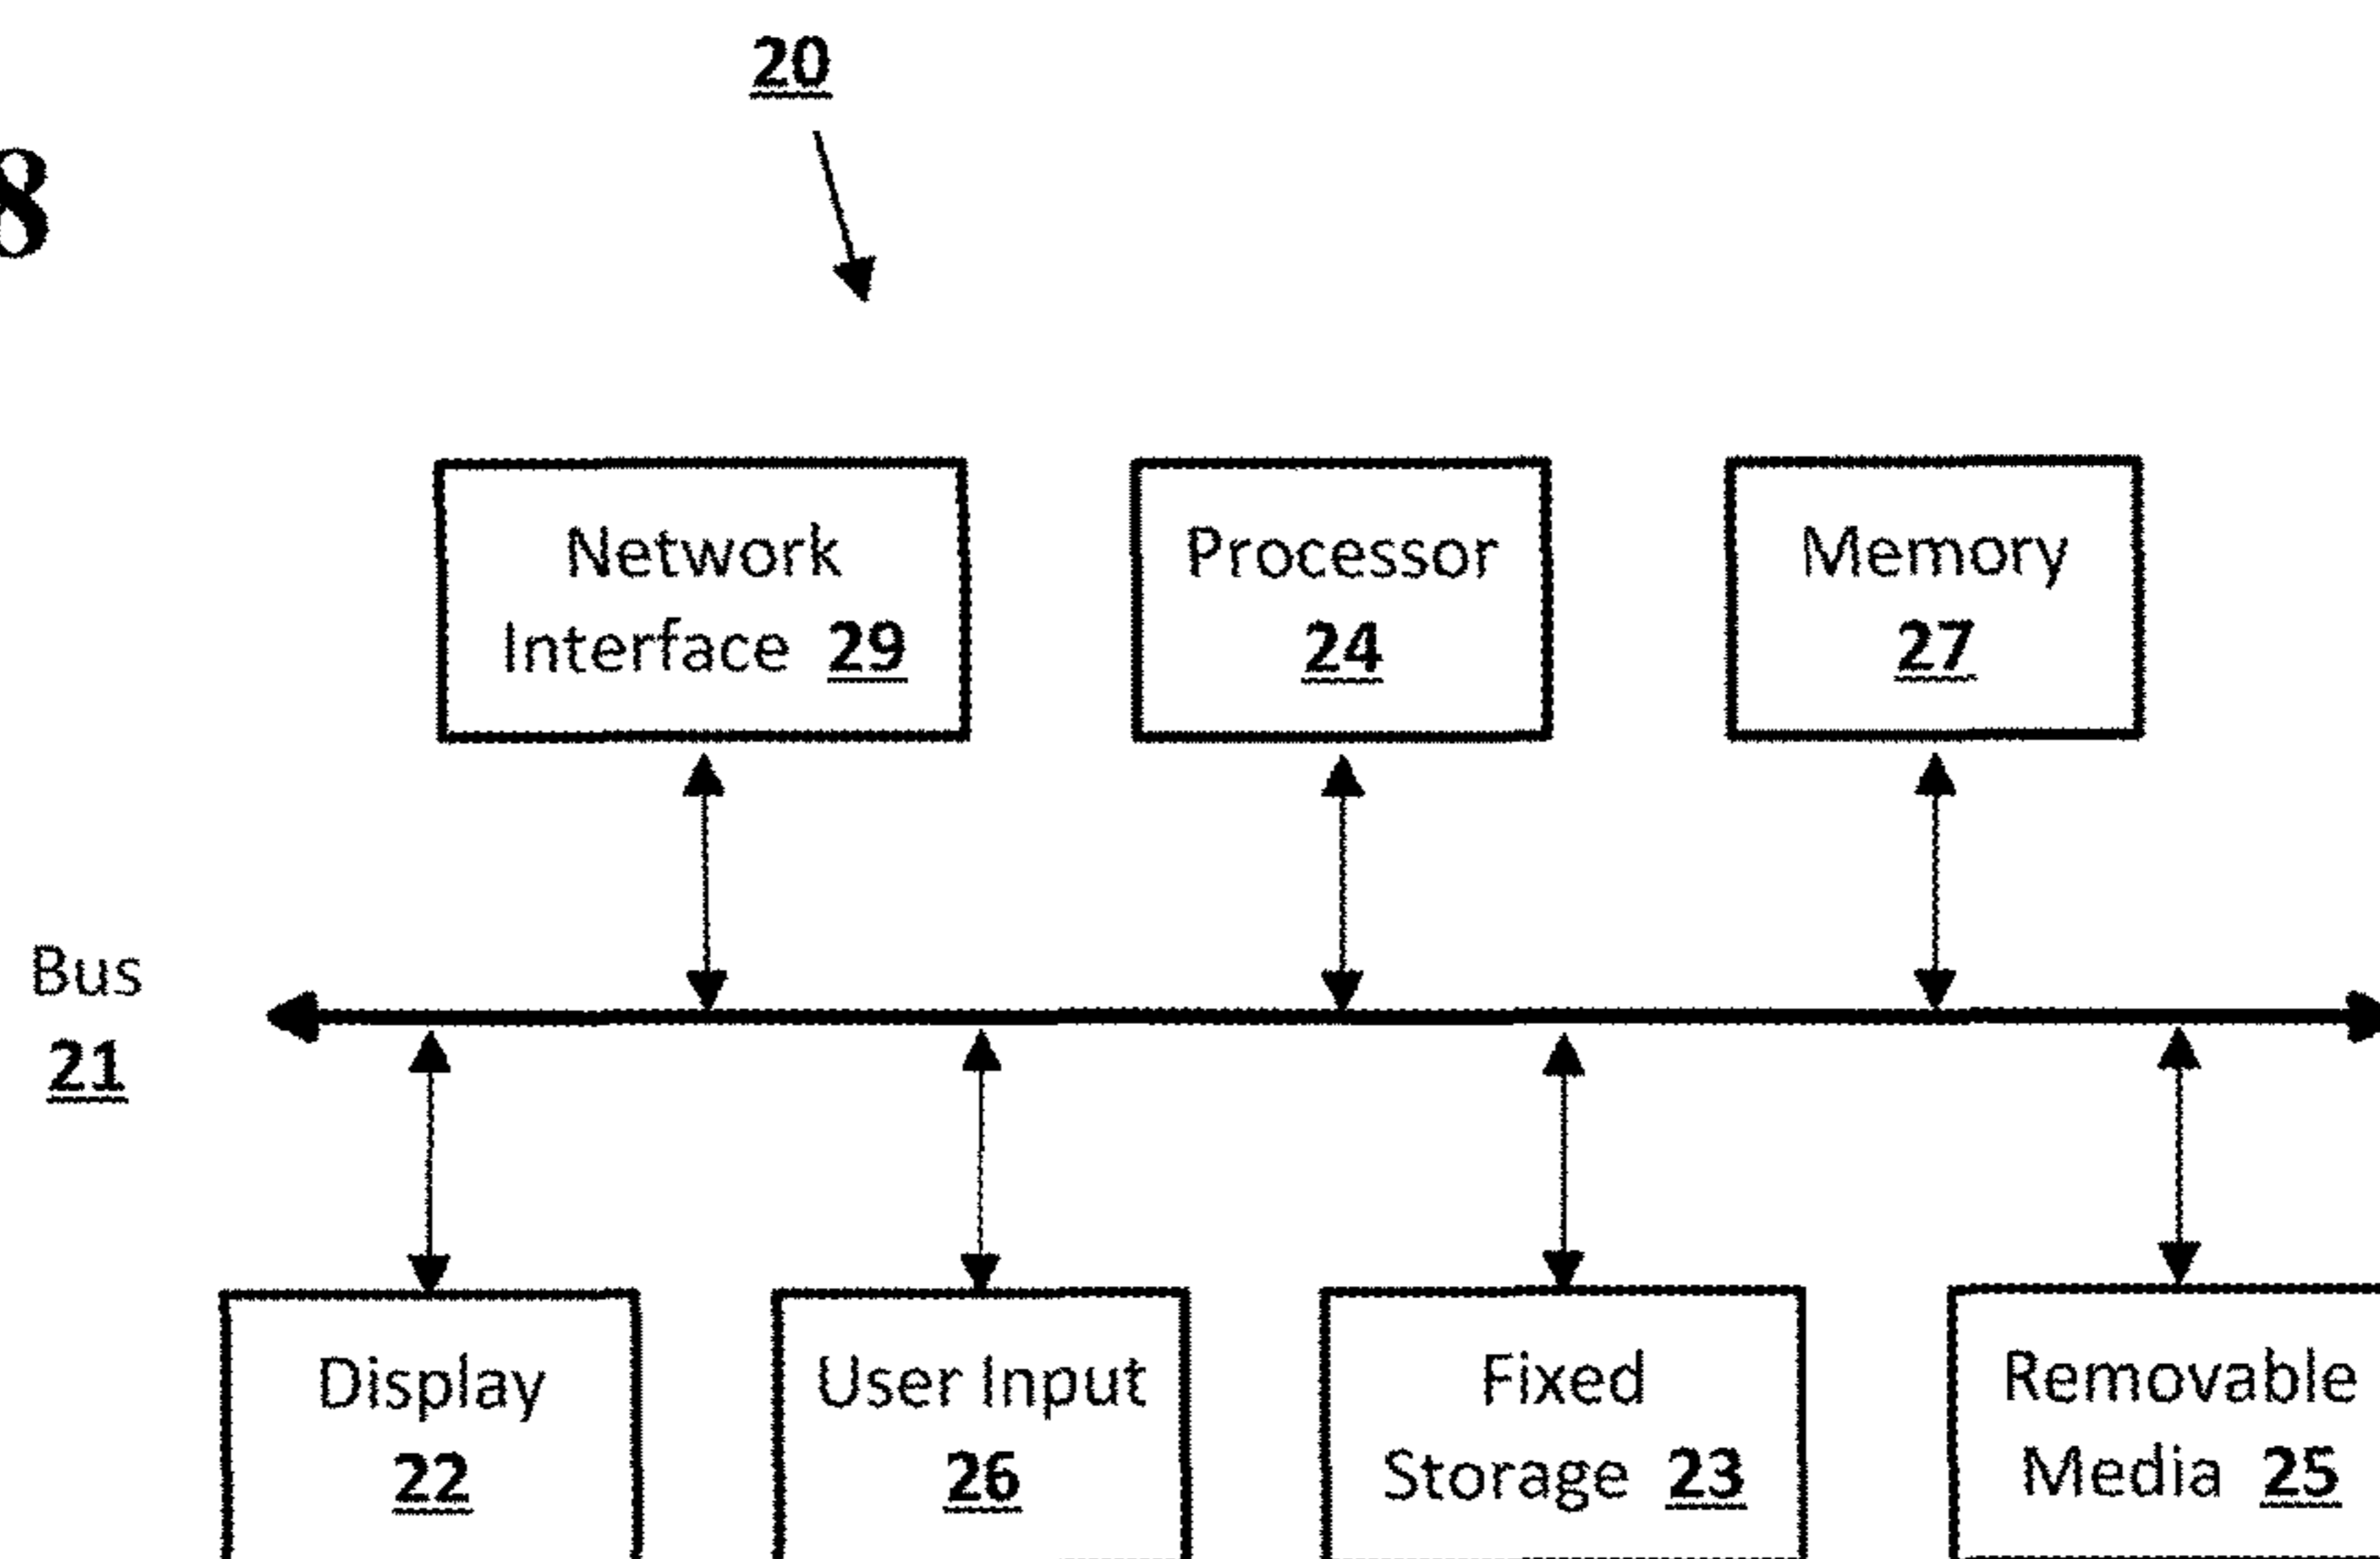 20
8
Network
Interface 29
Processor
24
Memory
27
Bus
21
Display
22
User Input
26
Fixed
Storage 23
Removable
Media 25